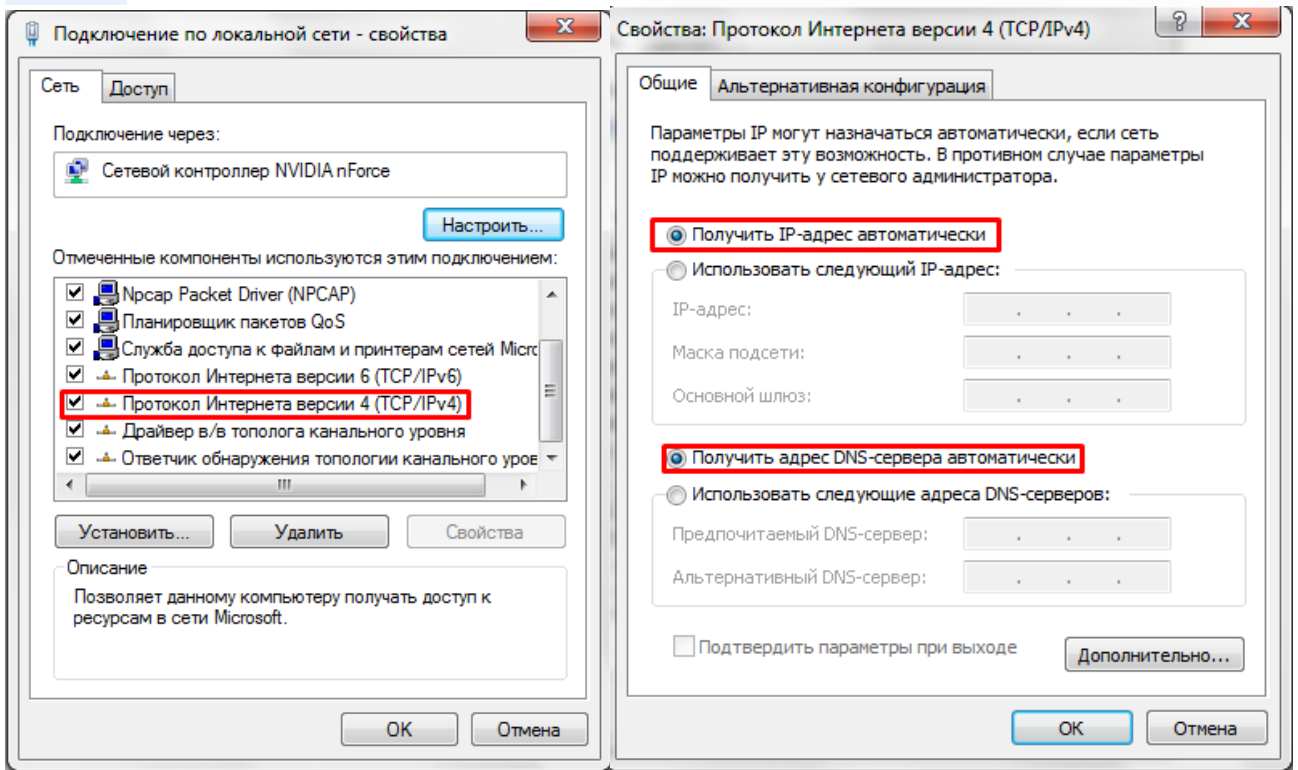 Подключение по локальной сети - свойства
Сеть
Доступ
Подключение через:
Сетевой контроллер NVIDIA nForce
Настроить...
Отмеченные компоненты используются этим подключением:
Npcap Packet Driver (NPCAP)
Планировщик пакетов QoS
Служба доступа к файлам и принтерам сетей Micrс
Протокол Интернета версии 6 (TCP/IPv6)
Протокол Интернета версии 4 (TCP/IPv4)
Драйвер в/в тополога канального уровня
Ответчик обнаружения топологии канального уров
Установить...
Удалить
Свойства
Описание
Позволяет данному компьютеру получать доступ к
ресурсам в сети Microsoft.
ОК
Отмена
Свойства: Протокол Интернета версии 4 (TCP/IPv4)
Общие
Альтернативная конфигурация
Параметры IP могут назначаться автоматически, если сеть
поддерживает эту возможность. В противном случае параметры
IP можно получить у сетевого администратора.
Получить IP-адрес автоматически
Использовать следующий IP-адрес:
IP-адрес:
Маска подсети:
Основной шлюз:
Получить адрес DNS-сервера автоматически
Использовать следующие адреса DNS-серверов:
Предпочитаемый DNS-сервер:
Альтернативный DNS-сервер:
Подтвердить параметры при выходе
Дополнительно...
ОК
Отмена